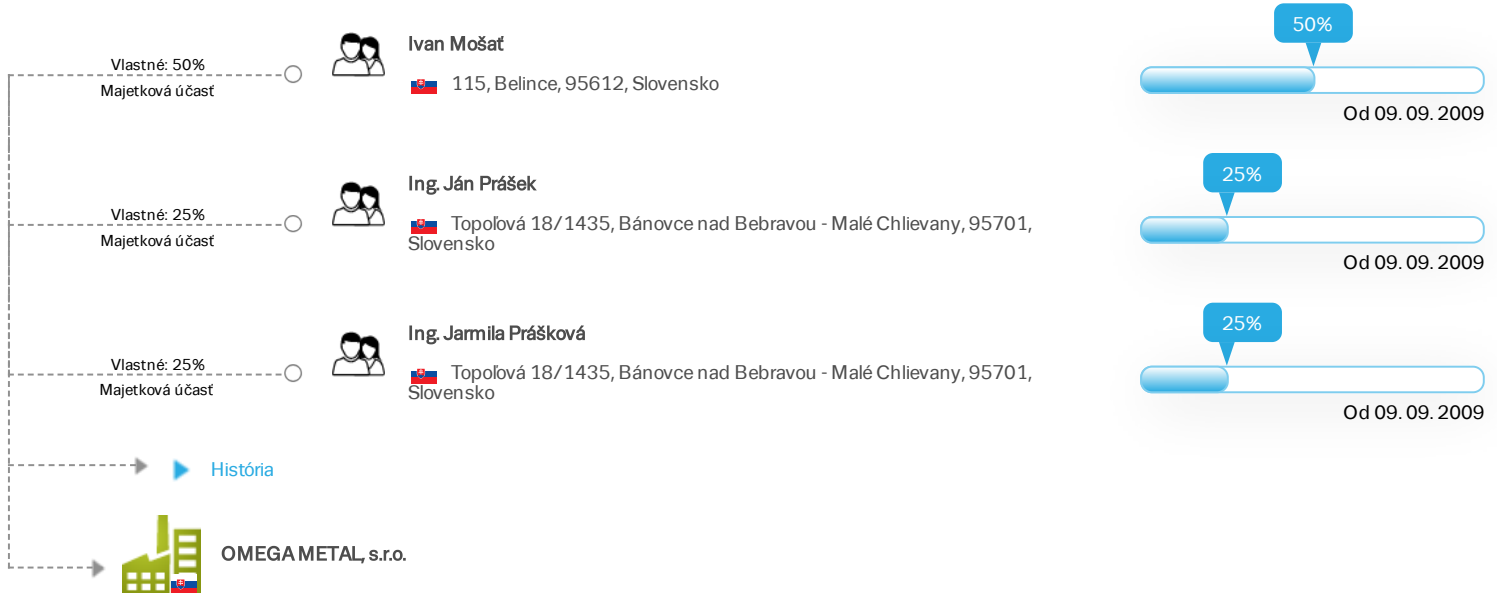 50%
Ivan Mošať
Vlastné: 50%
115, Belince, 95612, Slovensko
Majetková účasť
Od 09. 09. 2009
25%
Ing. Ján Prášek
Vlastné: 25%
Topoľová 18/1435, Bánovce nad Bebravou - Malé Chlievany, 95701,
Slovensko
Majetková účasť
Od 09. 09. 2009
25%
Ing. Jarmila Prášková
Vlastné: 25%
Topoľová 18/1435, Bánovce nad Bebravou - Malé Chlievany, 95701,
Slovensko
Majetková účasť
Od 09. 09. 2009
História
OMEGA METAL, s.r.o.